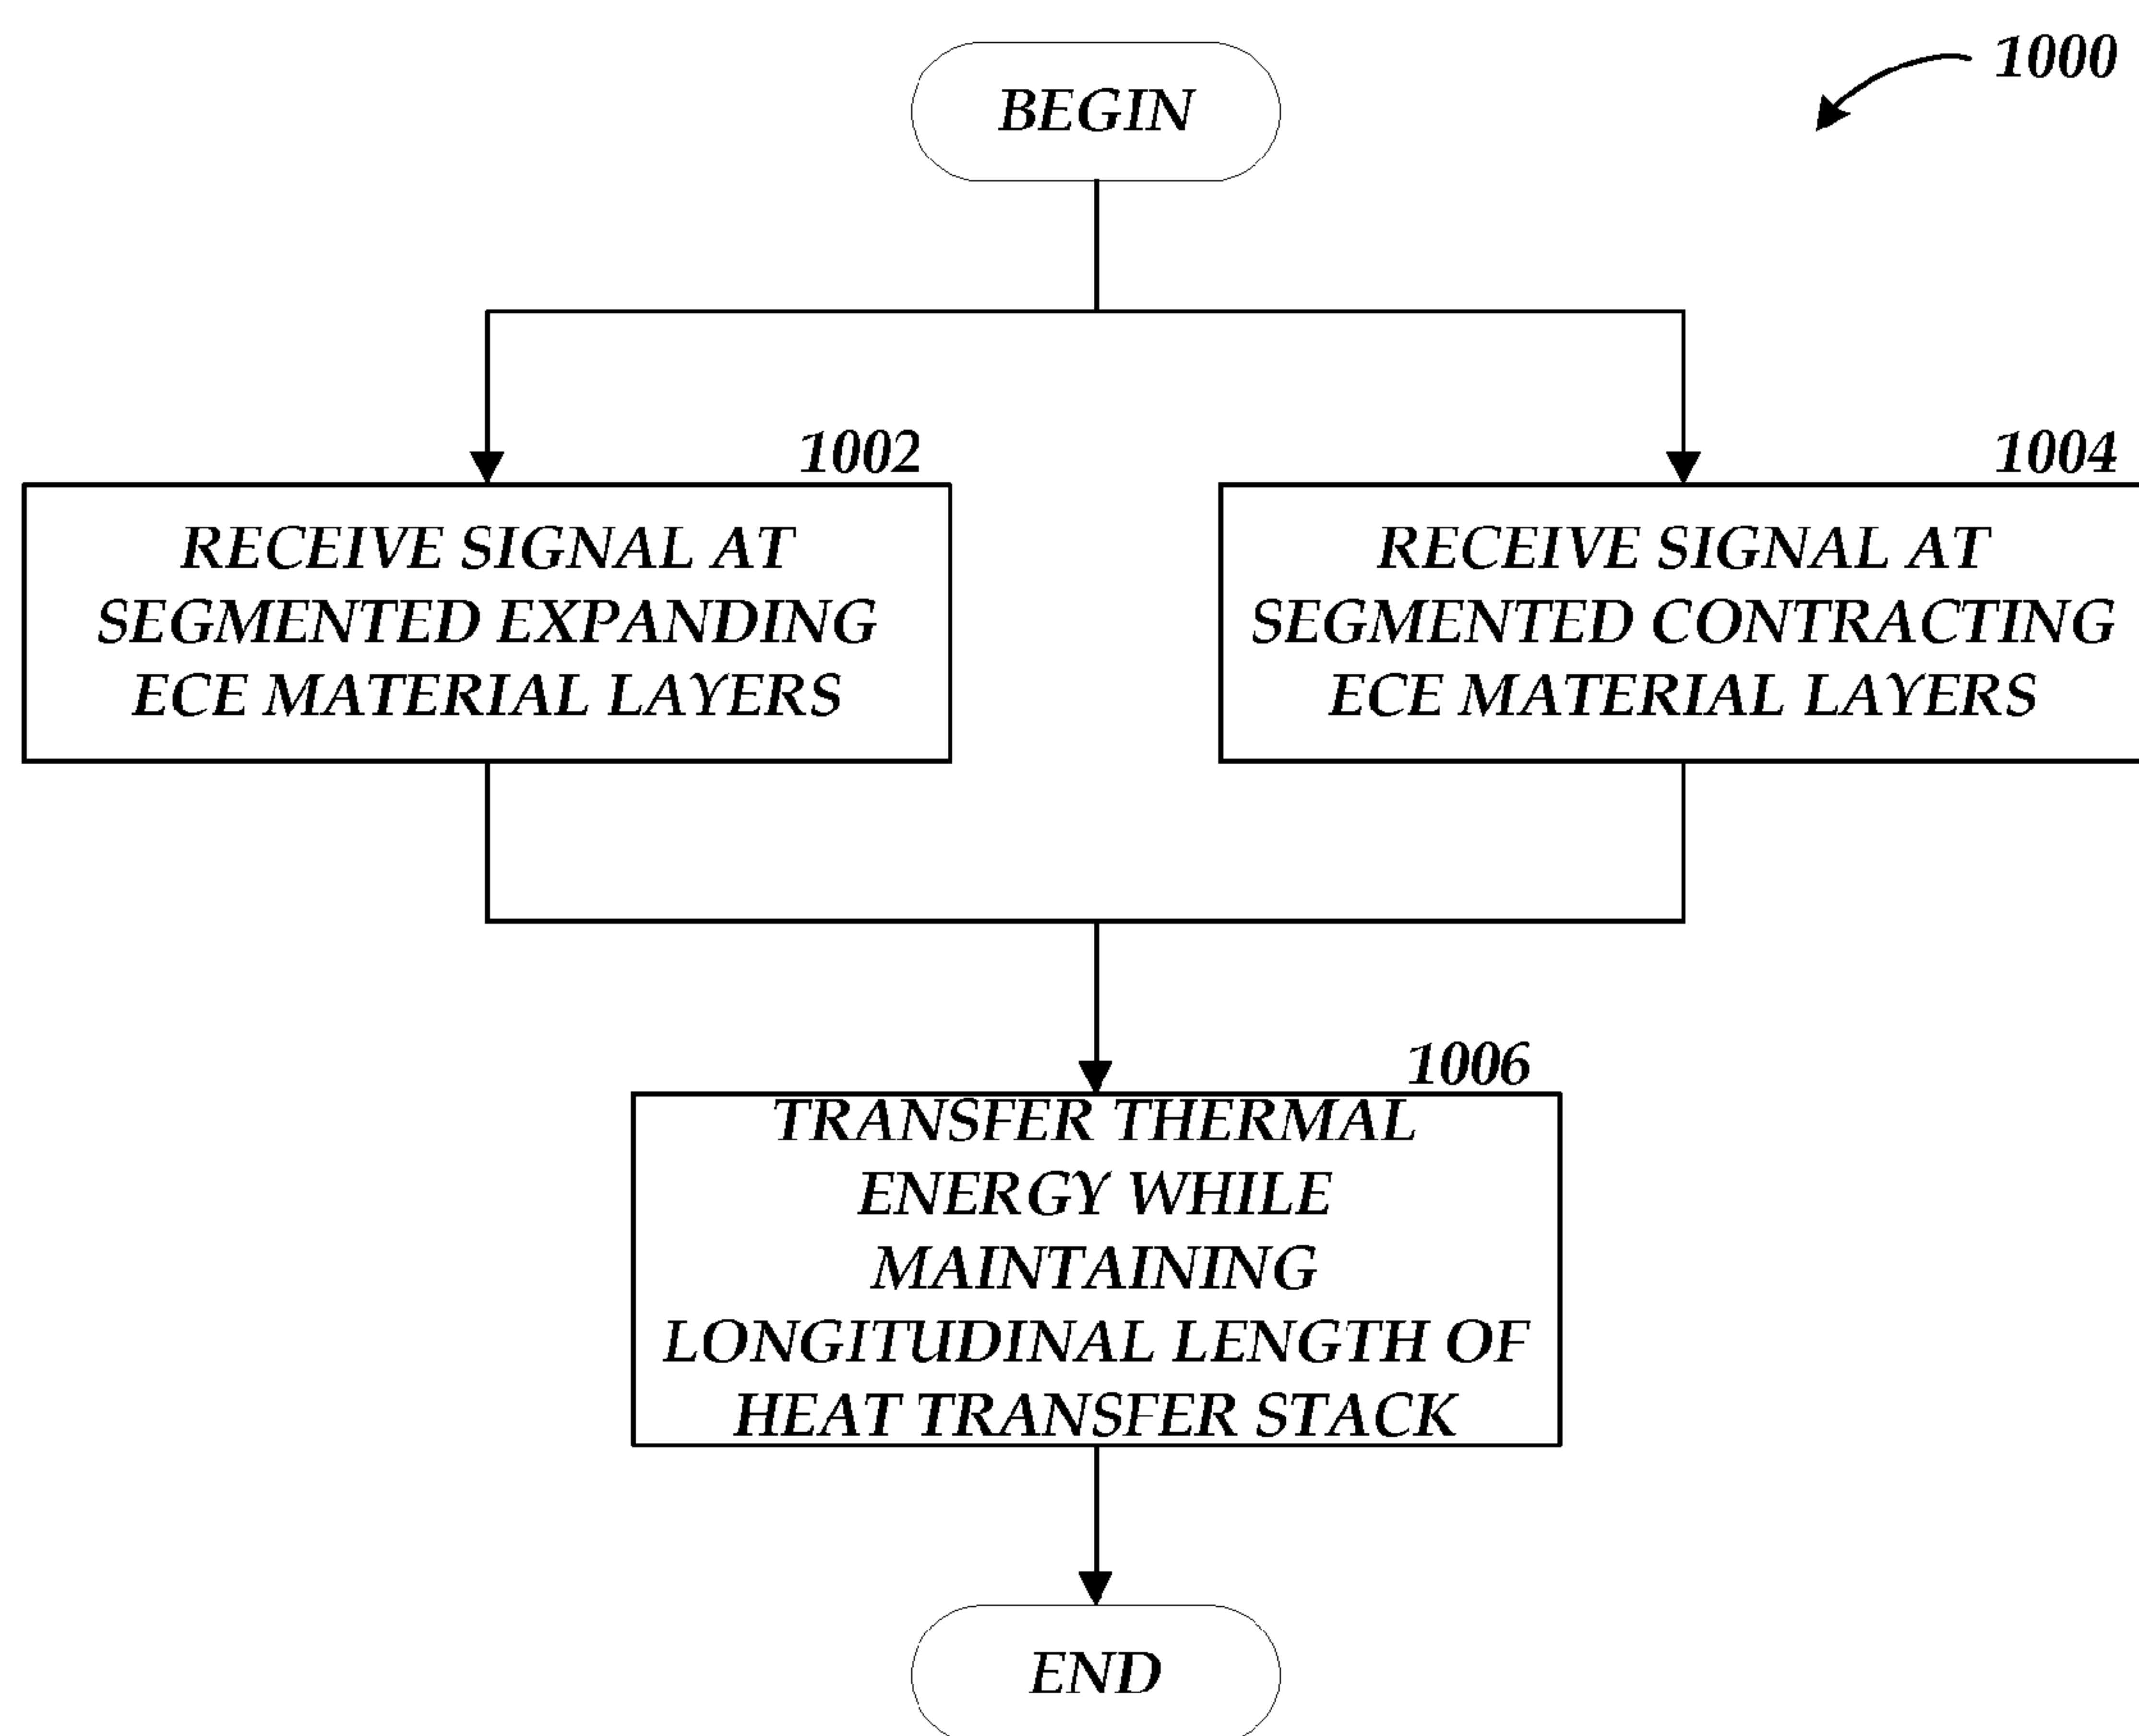 1000
BEGIN
1002
RECEIVE SIGNAL AT
SEGMENTED EXPANDING
ECE MATERIAL LAYERS
1004
RECEIVE SIGNAL AT
SEGMENTED CONTRACTING
ECE MATERIAL LAYERS
1006
TRANSFER THERMAL
ENERGY WHILE
MAINTAINING
LONGITUDINAL LENGTH OF
HEAT TRANSFER STACK
END